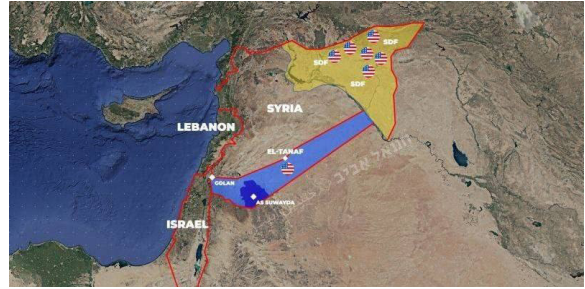 SDF
SDF
SDF
SYRIA
LEBANON
EL-TANAF
GOLAN
AS SUWAYDA
ISRAEL